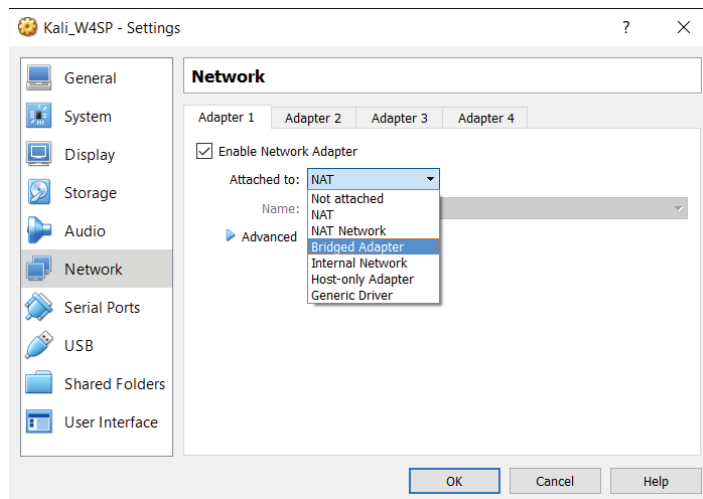 Kali_W4SP - Settings ? ×
General
System
Display
Storage
Audio
Network
Serial Ports
USB
Shared Folders
User Interface
Network
Adapter 1 Adapter 2 Adapter 3 Adapter 4
Enable Network Adapter
Attached to: NAT
Not attached
NAT
NAT Network
Bridged Adapter
Internal Network
Host-only Adapter
Generic Driver
Name:
Advanced
OK Cancel Help